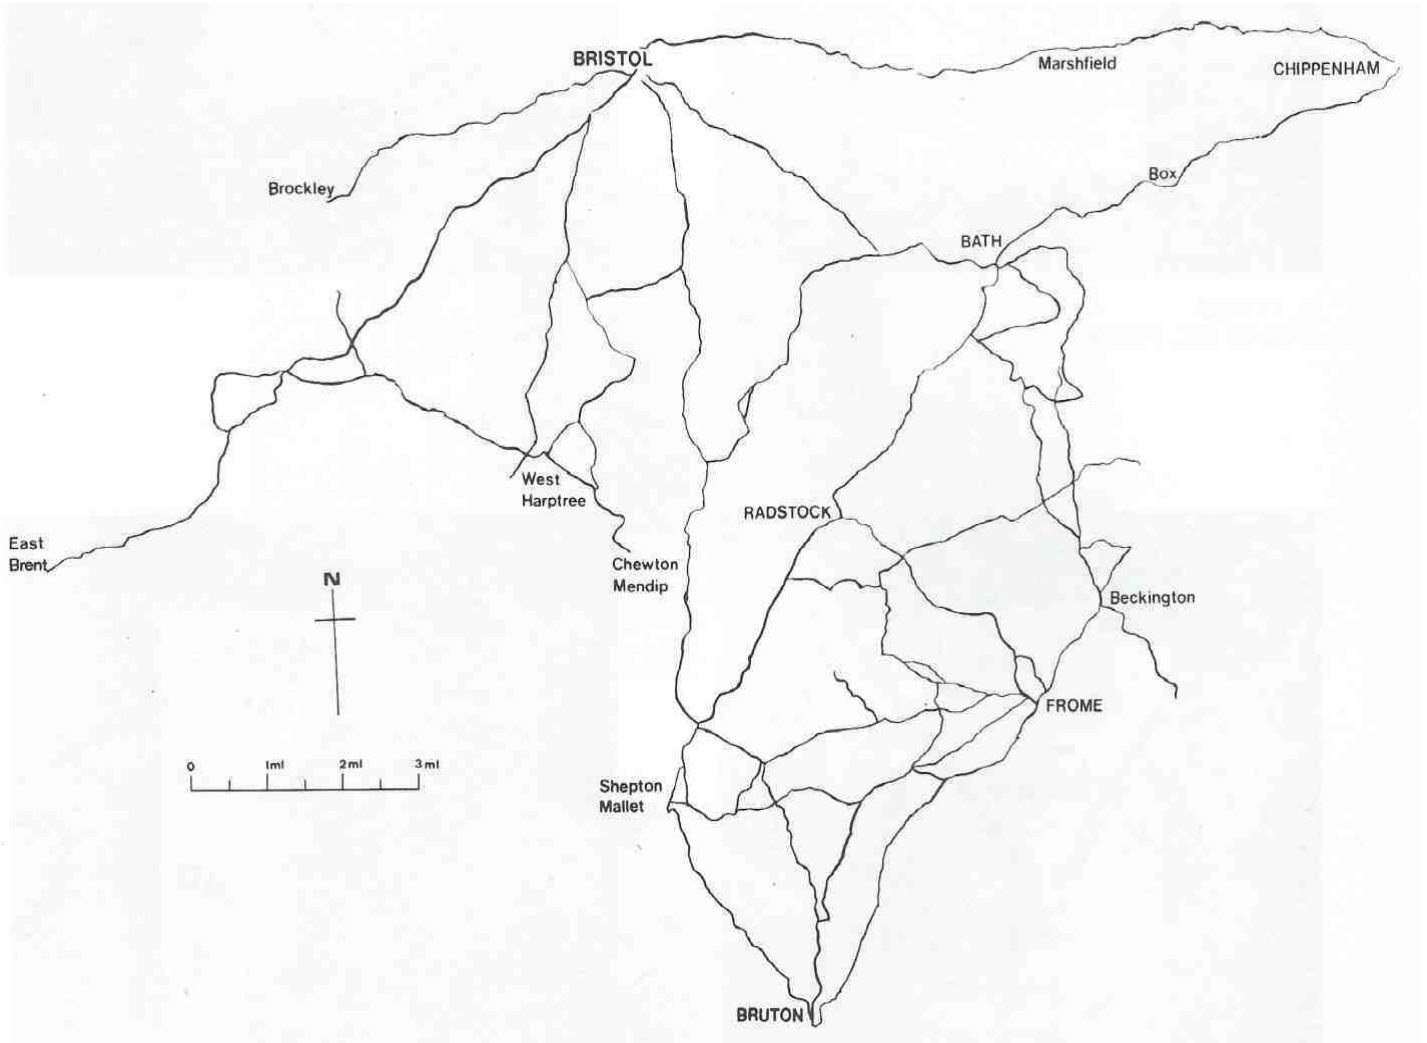 BRISTOL
Marshfield
CHIPPENHAM
Box
Brockley
BATH
West
Harptree
RADSTOCK
East
Brent
Chewton
Mendip
N
Beckington
FROME
0 1ml 2ml 3ml
Shepton
Mallet
BRUTON